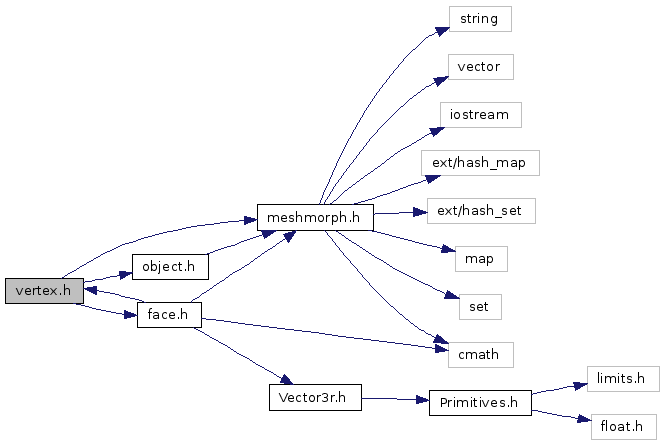 string
vector
iostream
ext/hash_map
meshmorph.h
ext/hash_set
object.h
map
vertex.h
face.h
set
cmath
Vector3r.h
Primitives.h
limits.h
float.h